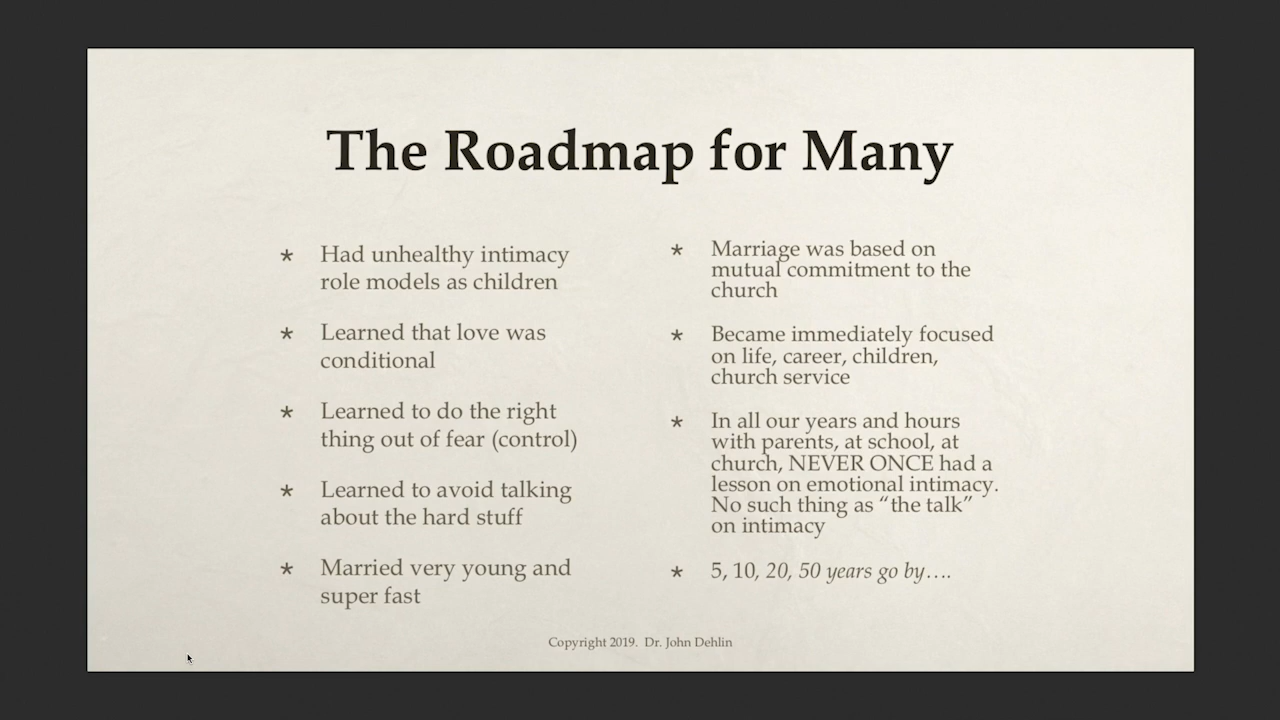 The Roadmap for Many
* Had unhealthy intimacy
role models as children
* Learned that love was
conditional
* Learned to do the right
thing out of fear (control)
* Learned to avoid talking
about the hard stuff
* Married very young and
super fast
* Marriage was based on
mutual commitment to the
church
* Became immediately focused
on life, career, children,
church service
* In all our years and hours
with parents, at school, at
church, NEVER ONCE had a
lesson on emotional intimacy.
No such thing as “the talk”
on intimacy
* 5, 10, 20, 50 years go by….
Copyright 2019. Dr. John Dehlin